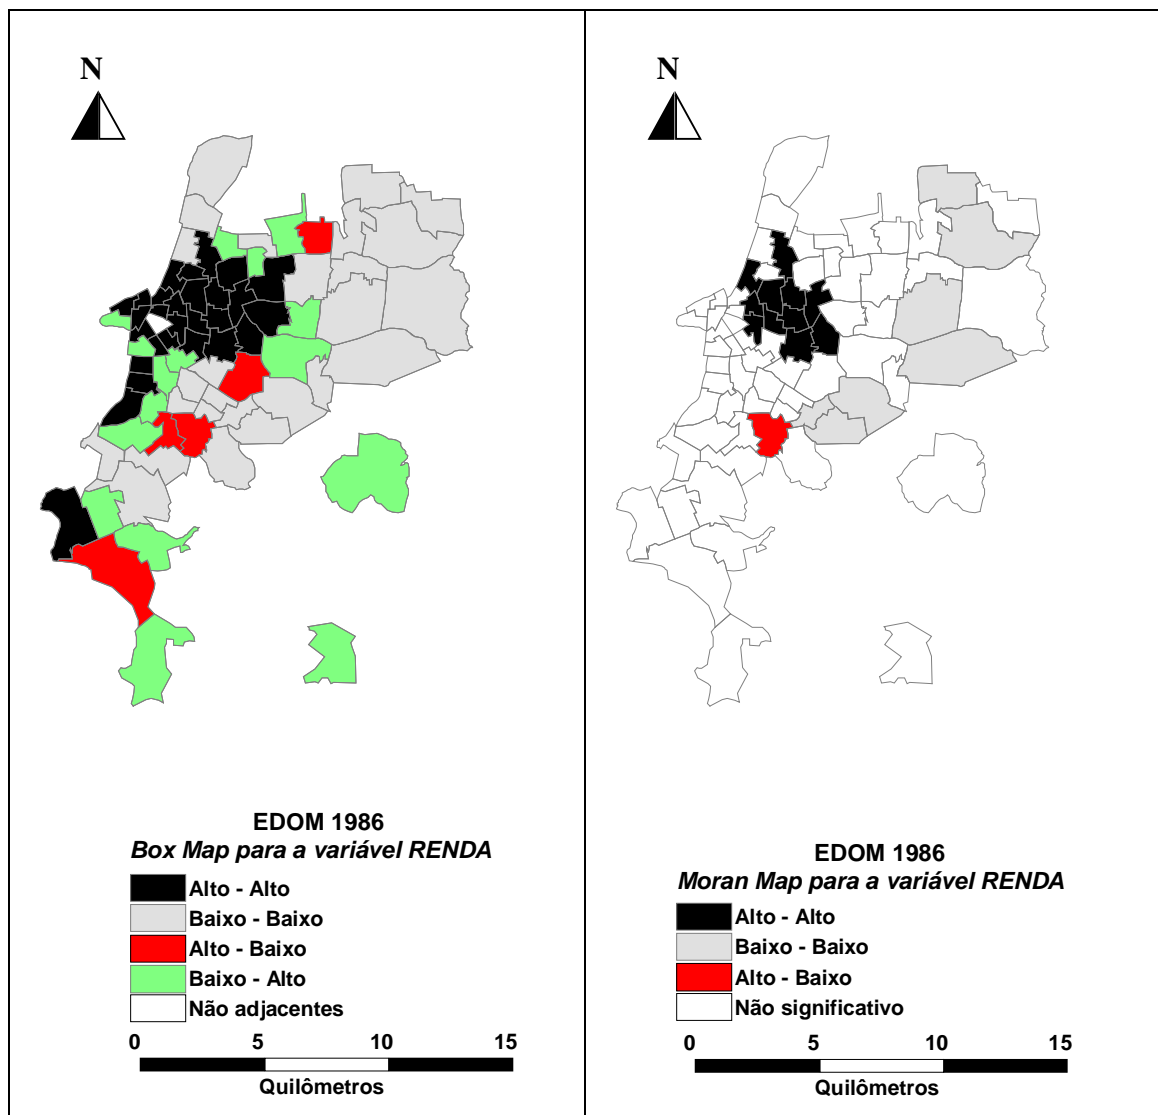 N
EDOM 1986
Box Map para a variável RENDA
Alto - Alto
Baixo - Baixo
Alto - Baixo
Baixo - Alto
Não adjacentes
0 5 10 15
Quilômetros
N
EDOM 1986
Moran Map para a variável RENDA
Alto - Alto
Baixo - Baixo
Alto - Baixo
Não significativo
0 5 10 15
Quilômetros